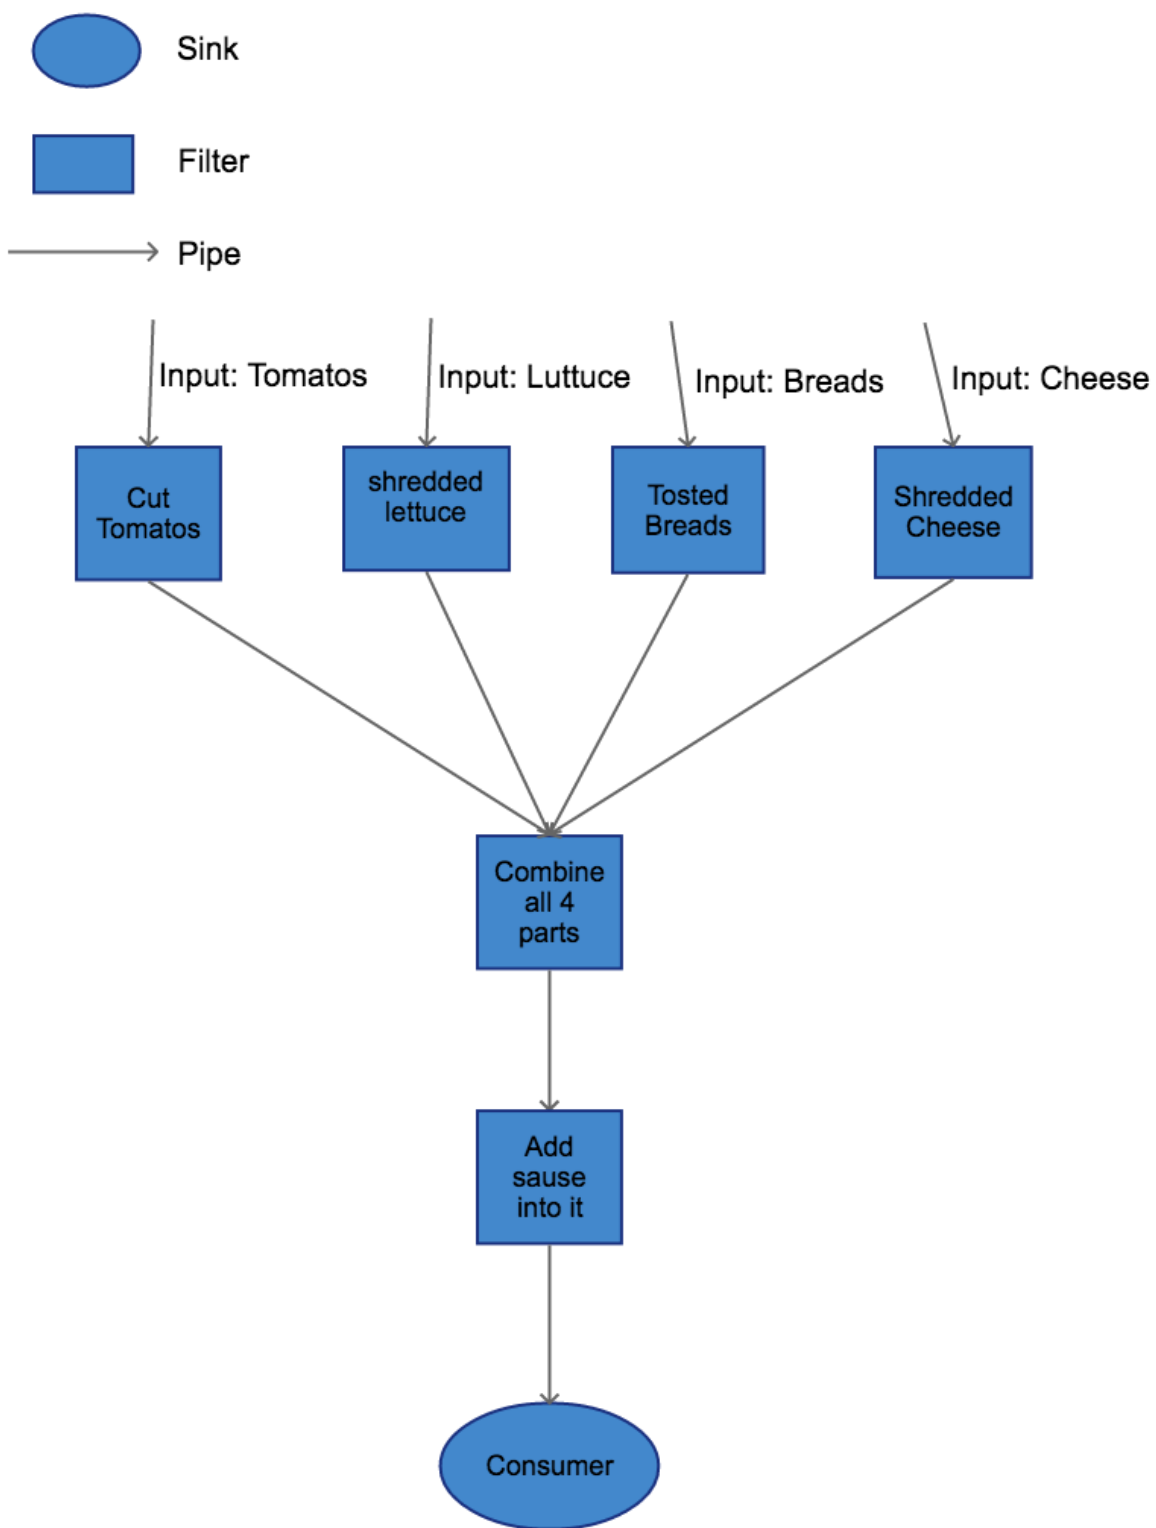 Sink
Filter
Pipe
Input: Tomatos
Input: Luttuce
Input: Breads
Input: Cheese
Cut
Tomatos
shredded
lettuce
Tosted
Breads
Shredded
Cheese
Combine
all 4
parts
Add
sause
into it
Consumer